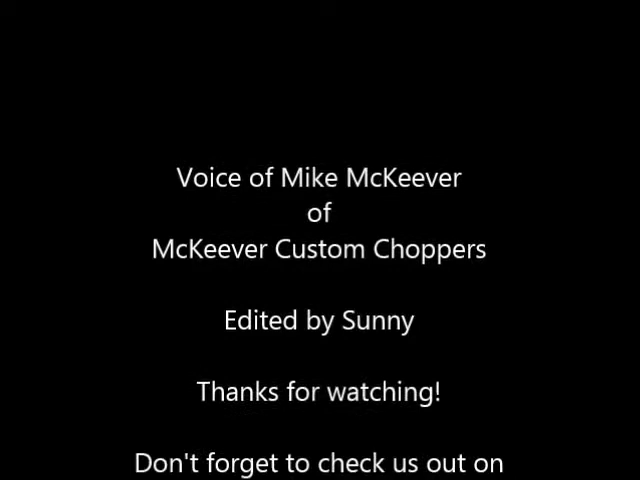 Voice of Mike McKeever
of
McKeever Custom Choppers
Edited by Sunny
Thanks for watching!
Don't forget to check us out on